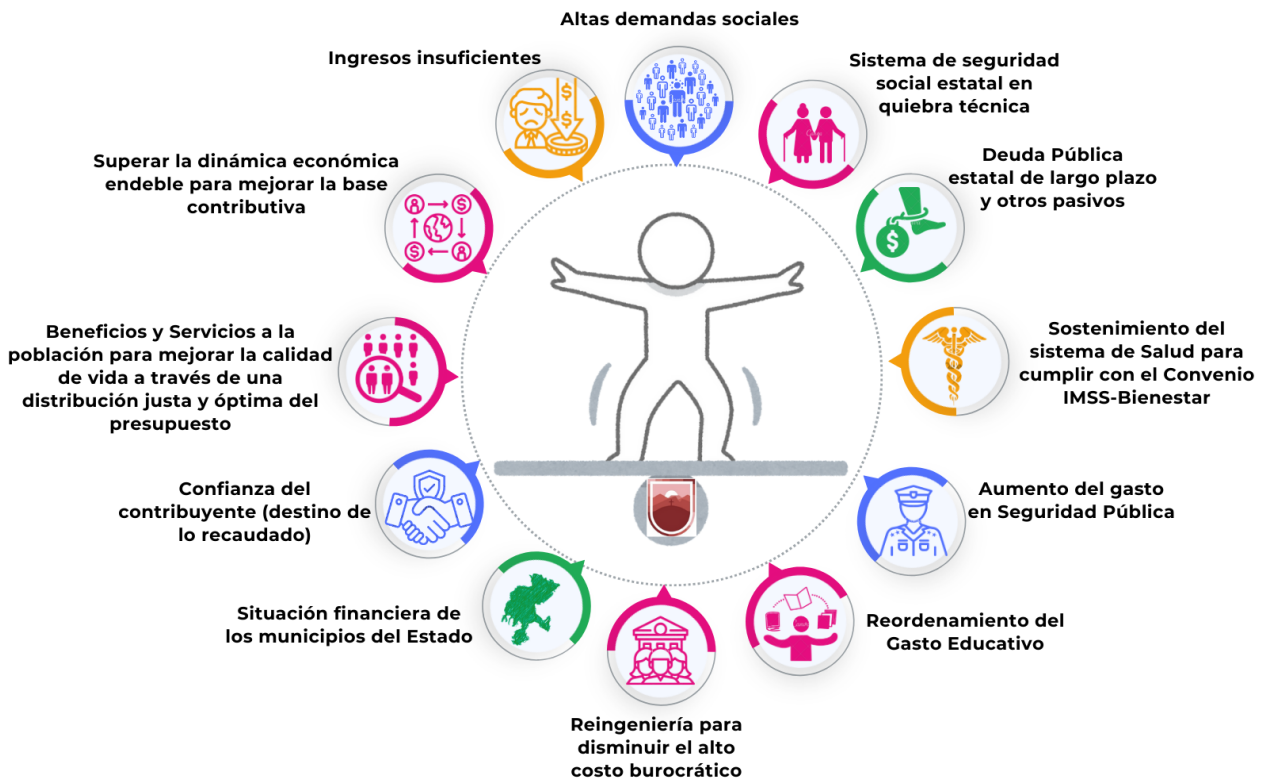 Altas demandas sociales
Sistema de seguridad
social estatal en
quiebra técnica
Deuda Pública
estatal de largo plazo
y otros pasivos
Sostenimiento del
sistema de Salud para
cumplir con el Convenio
IMSS-Bienestar
Aumento del gasto
en Seguridad Pública
Reordenamiento del
Gasto Educativo
Reingeniería para
disminuir el alto
costo burocrático
Situación financiera de
los municipios del Estado
Confianza del
contribuyente (destino de
lo recaudado)
Beneficios y Servicios a la
población para mejorar la calidad
de vida a través de una
distribución justa y óptima del
presupuesto
Superar la dinámica económica
endeble para mejorar la base
contributiva
Ingresos insuficientes